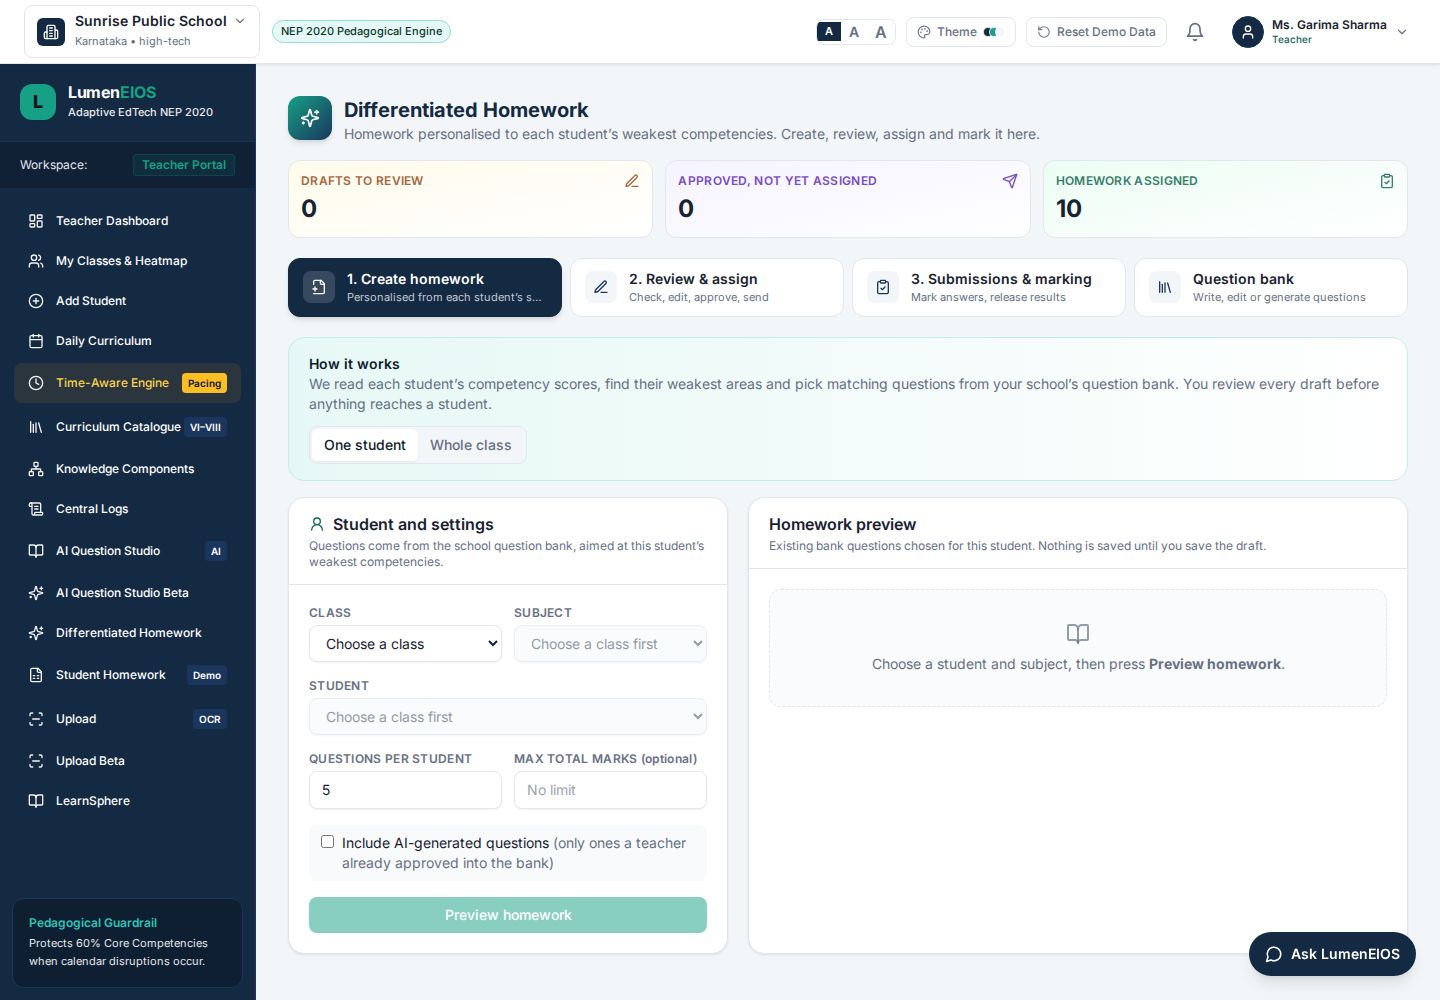 Sunrise Public School
Karnataka • high-tech
NEP 2020 Pedagogical Engine
A A A
Theme
Reset Demo Data
Ms. Garima Sharma
Teacher
L
LumenEIOS
Adaptive EdTech NEP 2020
Workspace:
Teacher Portal
Teacher Dashboard
My Classes & Heatmap
Add Student
Daily Curriculum
Time-Aware Engine
Pacing
Curriculum Catalogue
VI–VIII
Knowledge Components
Central Logs
AI Question Studio
AI
AI Question Studio Beta
Differentiated Homework
Student Homework
Demo
Upload
OCR
Upload Beta
LearnSphere
Pedagogical Guardrail
Protects 60% Core Competencies
when calendar disruptions occur.
Differentiated Homework
Homework personalised to each student’s weakest competencies. Create, review, assign and mark it here.
DRAFTS TO REVIEW
0
APPROVED, NOT YET ASSIGNED
0
HOMEWORK ASSIGNED
10
1. Create homework
Personalised from each student’s s...
2. Review & assign
Check, edit, approve, send
3. Submissions & marking
Mark answers, release results
Question bank
Write, edit or generate questions
How it works
We read each student’s competency scores, find their weakest areas and pick matching questions from your school’s question bank. You review every draft before
anything reaches a student.
One student
Whole class
Student and settings
Questions come from the school question bank, aimed at this student’s
weakest competencies.
CLASS
Choose a class
SUBJECT
Choose a class first
STUDENT
Choose a class first
QUESTIONS PER STUDENT
5
MAX TOTAL MARKS (optional)
No limit
Include AI-generated questions (only ones a teacher
already approved into the bank)
Preview homework
Homework preview
Existing bank questions chosen for this student. Nothing is saved until you save the draft.
Choose a student and subject, then press Preview homework.
Ask LumenEIOS